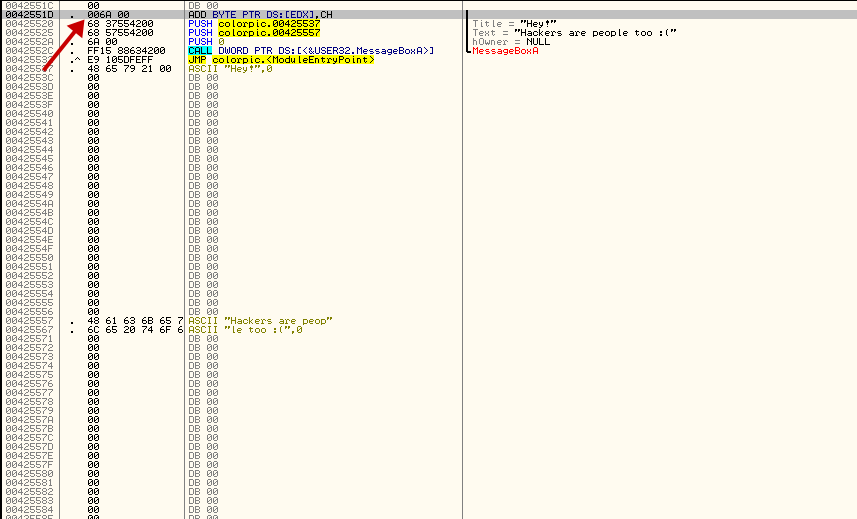 0042551C 00 DB 00
0042551D . 006A 00 ADD BYTE PTR DS:[EDX],CH
00425520 . 68 37554200 PUSH colorpic.00425537 Title = "Hey!"
00425525 . 68 57554200 PUSH colorpic.00425557 Text = "Hackers are people too :("
0042552A . 6A 00 PUSH 0 hOwner = NULL
0042552C . FF15 88634200 CALL DWORD PTR DS:[<&USER32.MessageBoxA>] MessageBoxA
00425532 .^ E9 105DFEFF JMP colorpic.<ModuleEntryPoint>
00425537 . 48 65 79 21 00 ASCII "Hey!",0
0042553C 00 DB 00
0042553D 00 DB 00
0042553E 00 DB 00
0042553F 00 DB 00
00425540 00 DB 00
00425541 00 DB 00
00425542 00 DB 00
00425543 00 DB 00
00425544 00 DB 00
00425545 00 DB 00
00425546 00 DB 00
00425547 00 DB 00
00425548 00 DB 00
00425549 00 DB 00
0042554A 00 DB 00
0042554B 00 DB 00
0042554C 00 DB 00
0042554D 00 DB 00
0042554E 00 DB 00
0042554F 00 DB 00
00425550 00 DB 00
00425551 00 DB 00
00425552 00 DB 00
00425553 00 DB 00
00425554 00 DB 00
00425555 00 DB 00
00425556 00 DB 00
00425557 . 48 61 63 6B 65 7 ASCII "Hackers are peop"
00425567 . 6C 65 20 74 6F 6 ASCII "le too :(",0
00425571 00 DB 00
00425572 00 DB 00
00425573 00 DB 00
00425574 00 DB 00
00425575 00 DB 00
00425576 00 DB 00
00425577 00 DB 00
00425578 00 DB 00
00425579 00 DB 00
0042557A 00 DB 00
0042557B 00 DB 00
0042557C 00 DB 00
0042557D 00 DB 00
0042557E 00 DB 00
0042557F 00 DB 00
00425580 00 DB 00
00425581 00 DB 00
00425582 00 DB 00
00425583 00 DB 00
00425584 00 DB 00